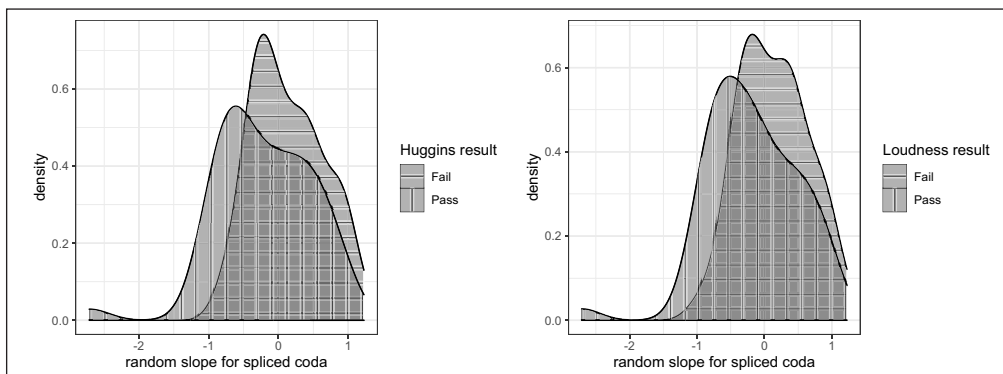 0.6
0.4
0.2
0.0
density
-2
-1
0
1
random slope for spliced coda
Huggins result
Fail
Pass
0.6
0.4
0.2
0.0
density
-2
-1
0
1
random slope for spliced coda
Loudness result
Fail
Pass